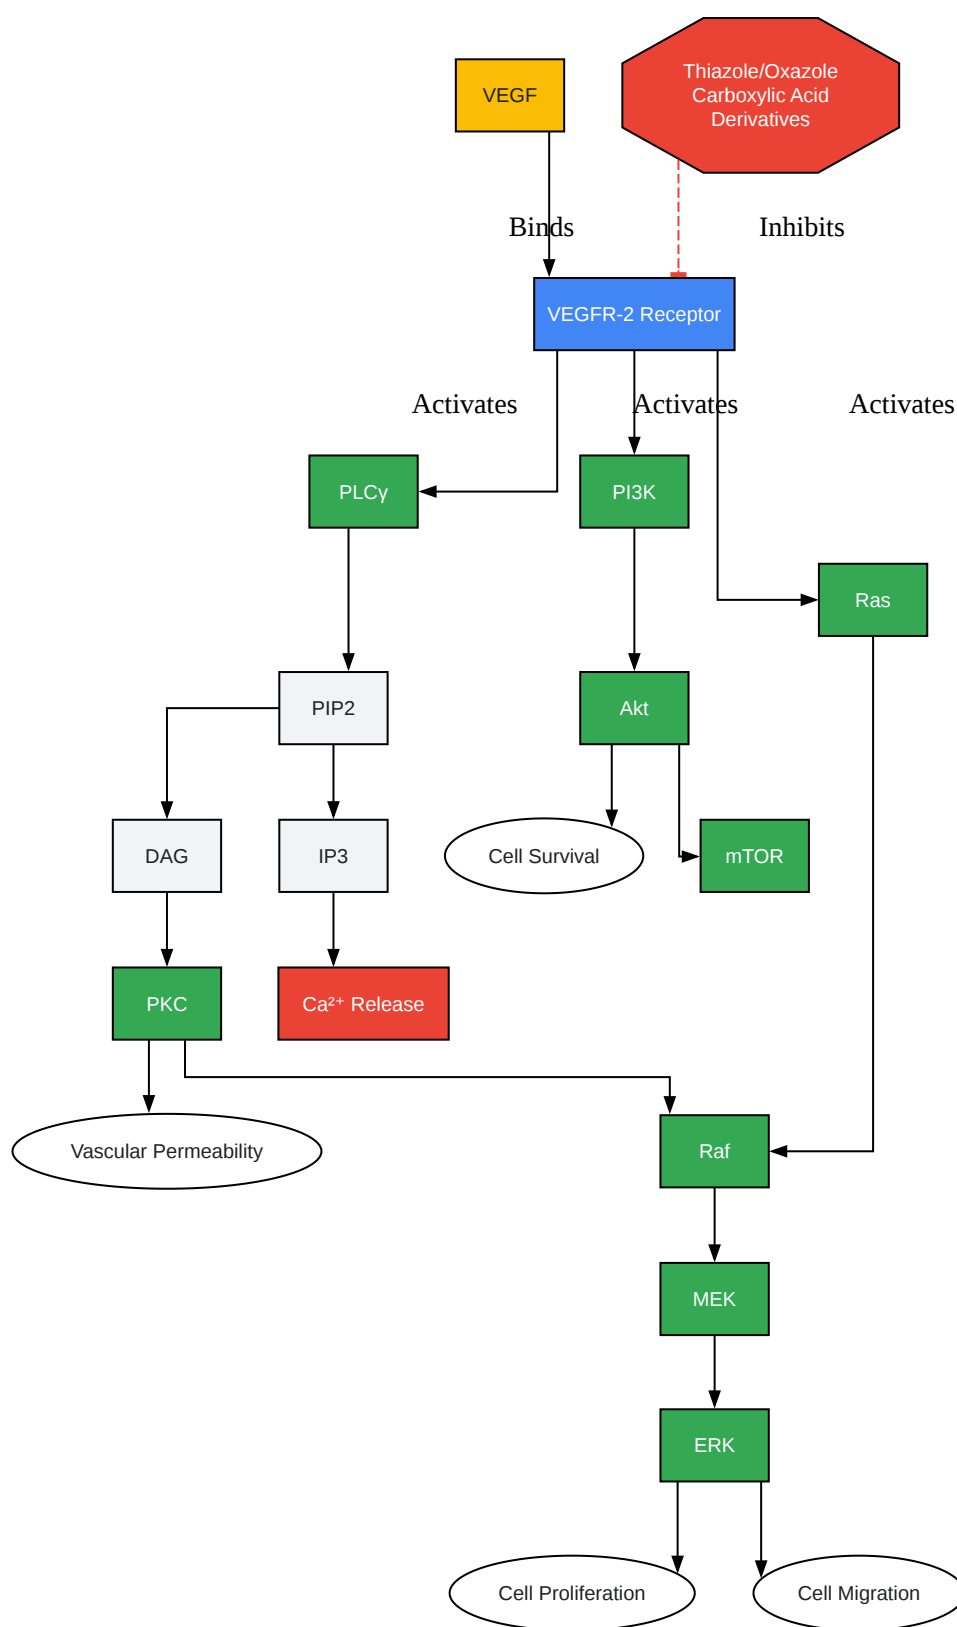 VEGF
Thiazole/Oxazole
Carboxylic Acid
Derivatives
Binds
Inhibits
VEGFR-2 Receptor
Activates
Activates
Activates
PLCγ
PI3K
Ras
PIP2
Akt
DAG
IP3
Cell Survival
mTOR
PKC
Ca²⁺ Release
Vascular Permeability
Raf
MEK
ERK
Cell Proliferation
Cell Migration